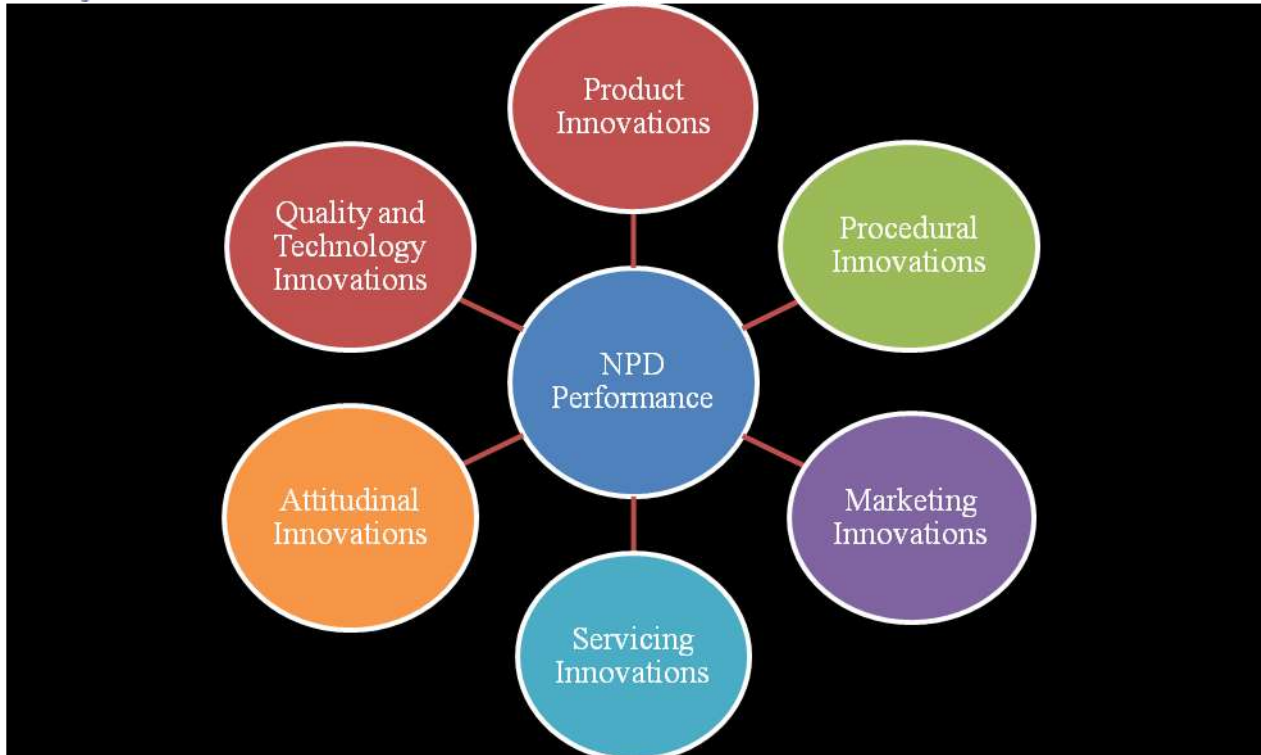 Product
Innovations
Quality and
Technology
Innovations
Procedural
Innovations
NPD
Performance
Attitudinal
Innovations
Marketing
Innovations
Servicing
Innovations